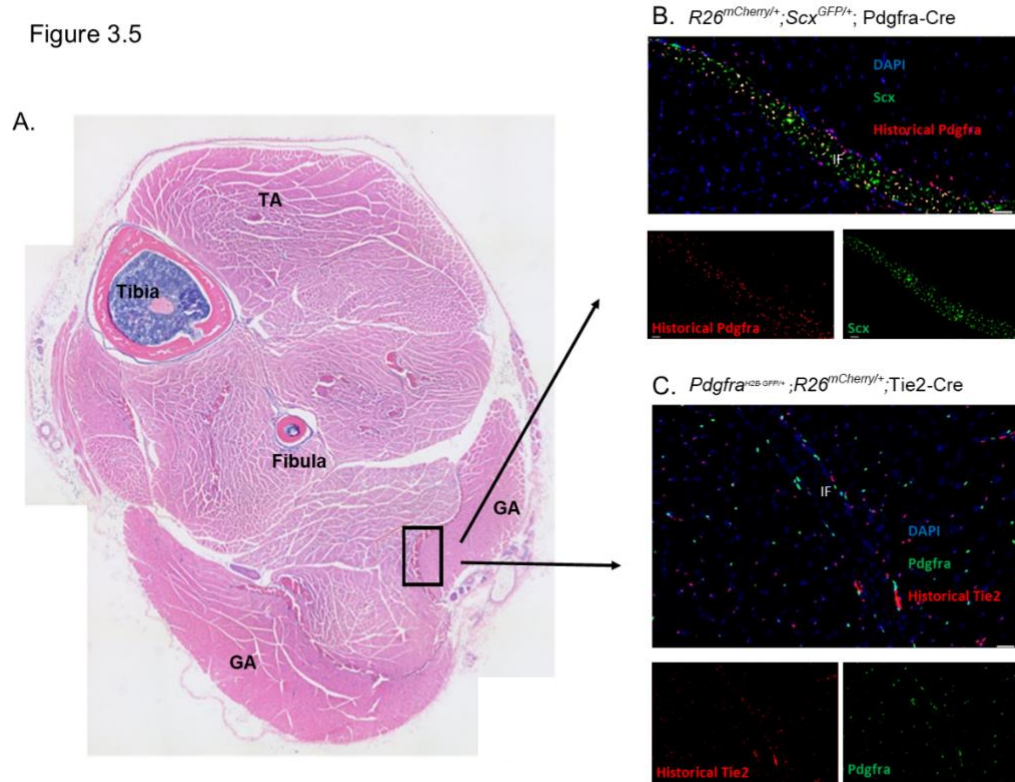 Figure 3.5
A.
TA
Tibia
Fibula
GA
GA
B. R26mCherry/+;ScxGFP/+; Pdgfra-Cre
DAPI
Scx
Historical Pdgfra
IF
Historical Pdgfra
Scx
C. PdgfraH2B-GFP/+;R26mCherry/+;Tie2-Cre
IF
DAPI
Pdgfra
Historical Tie2
Historical Tie2
Pdgfra